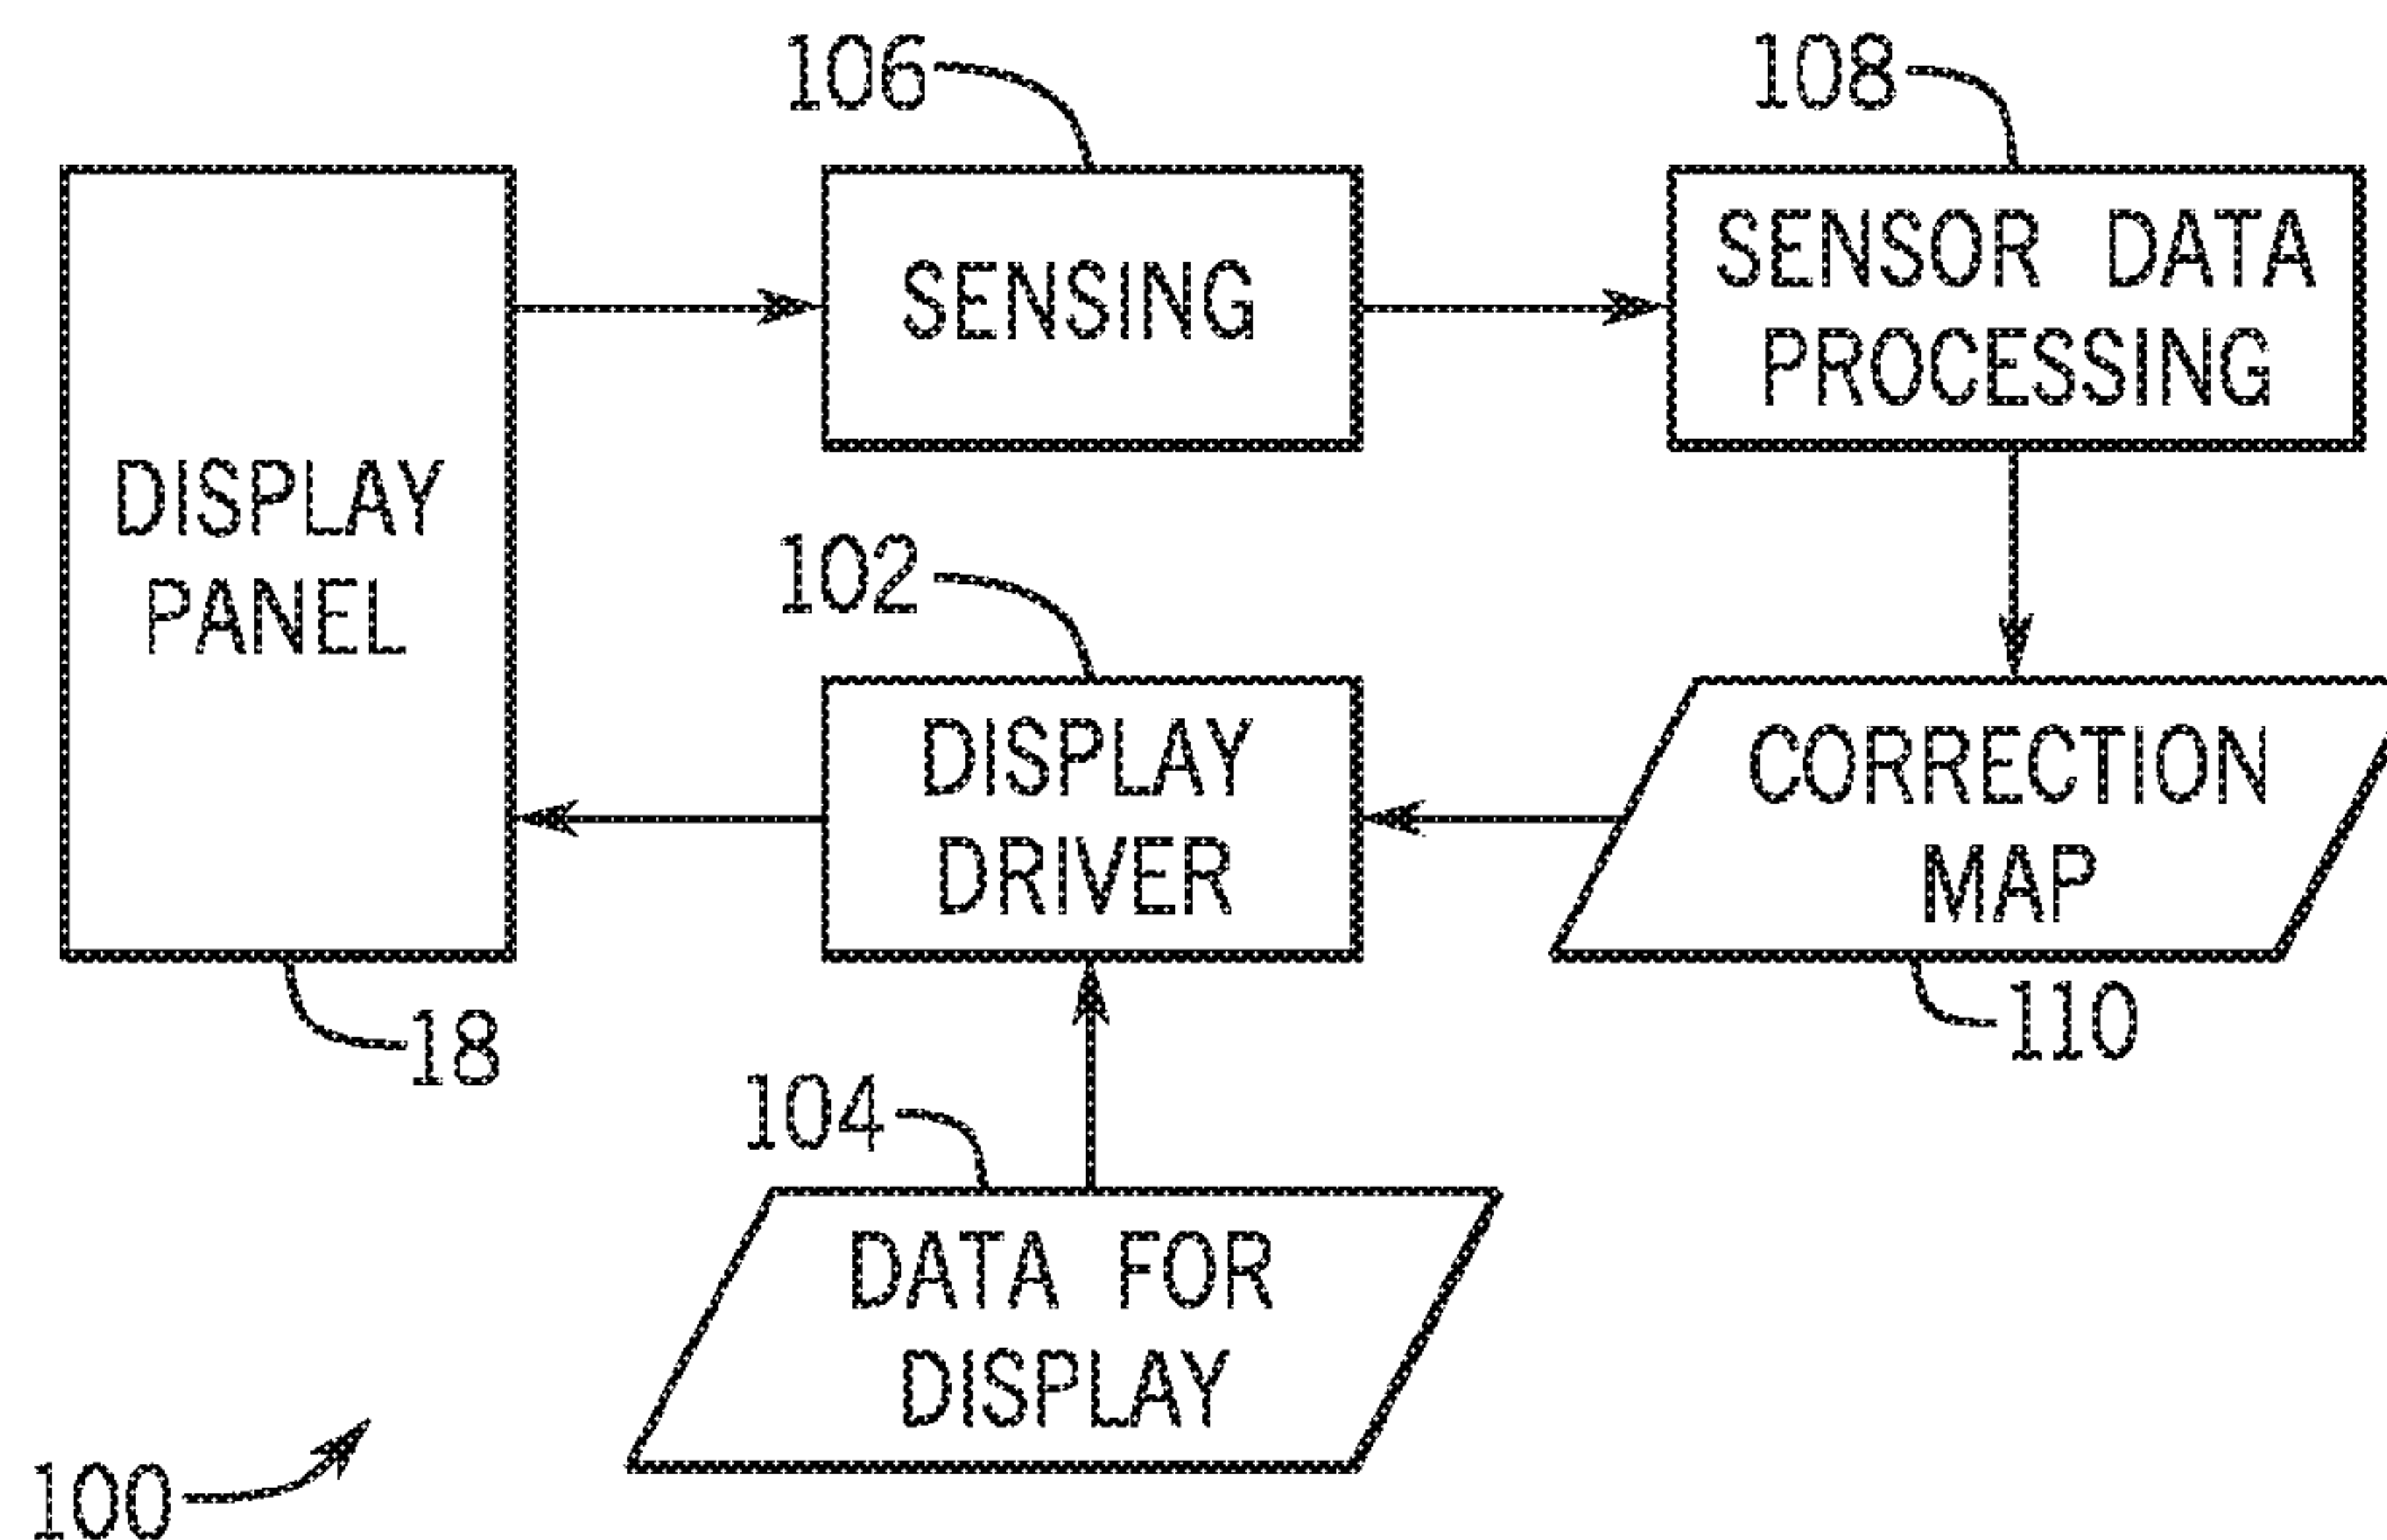 106
108
DISPLAY
PANEL
SENSING
SENSOR DATA
PROCESSING
102
DISPLAY
DRIVER
CORRECTION
MAP
18
110
104
DATA FOR
DISPLAY
100